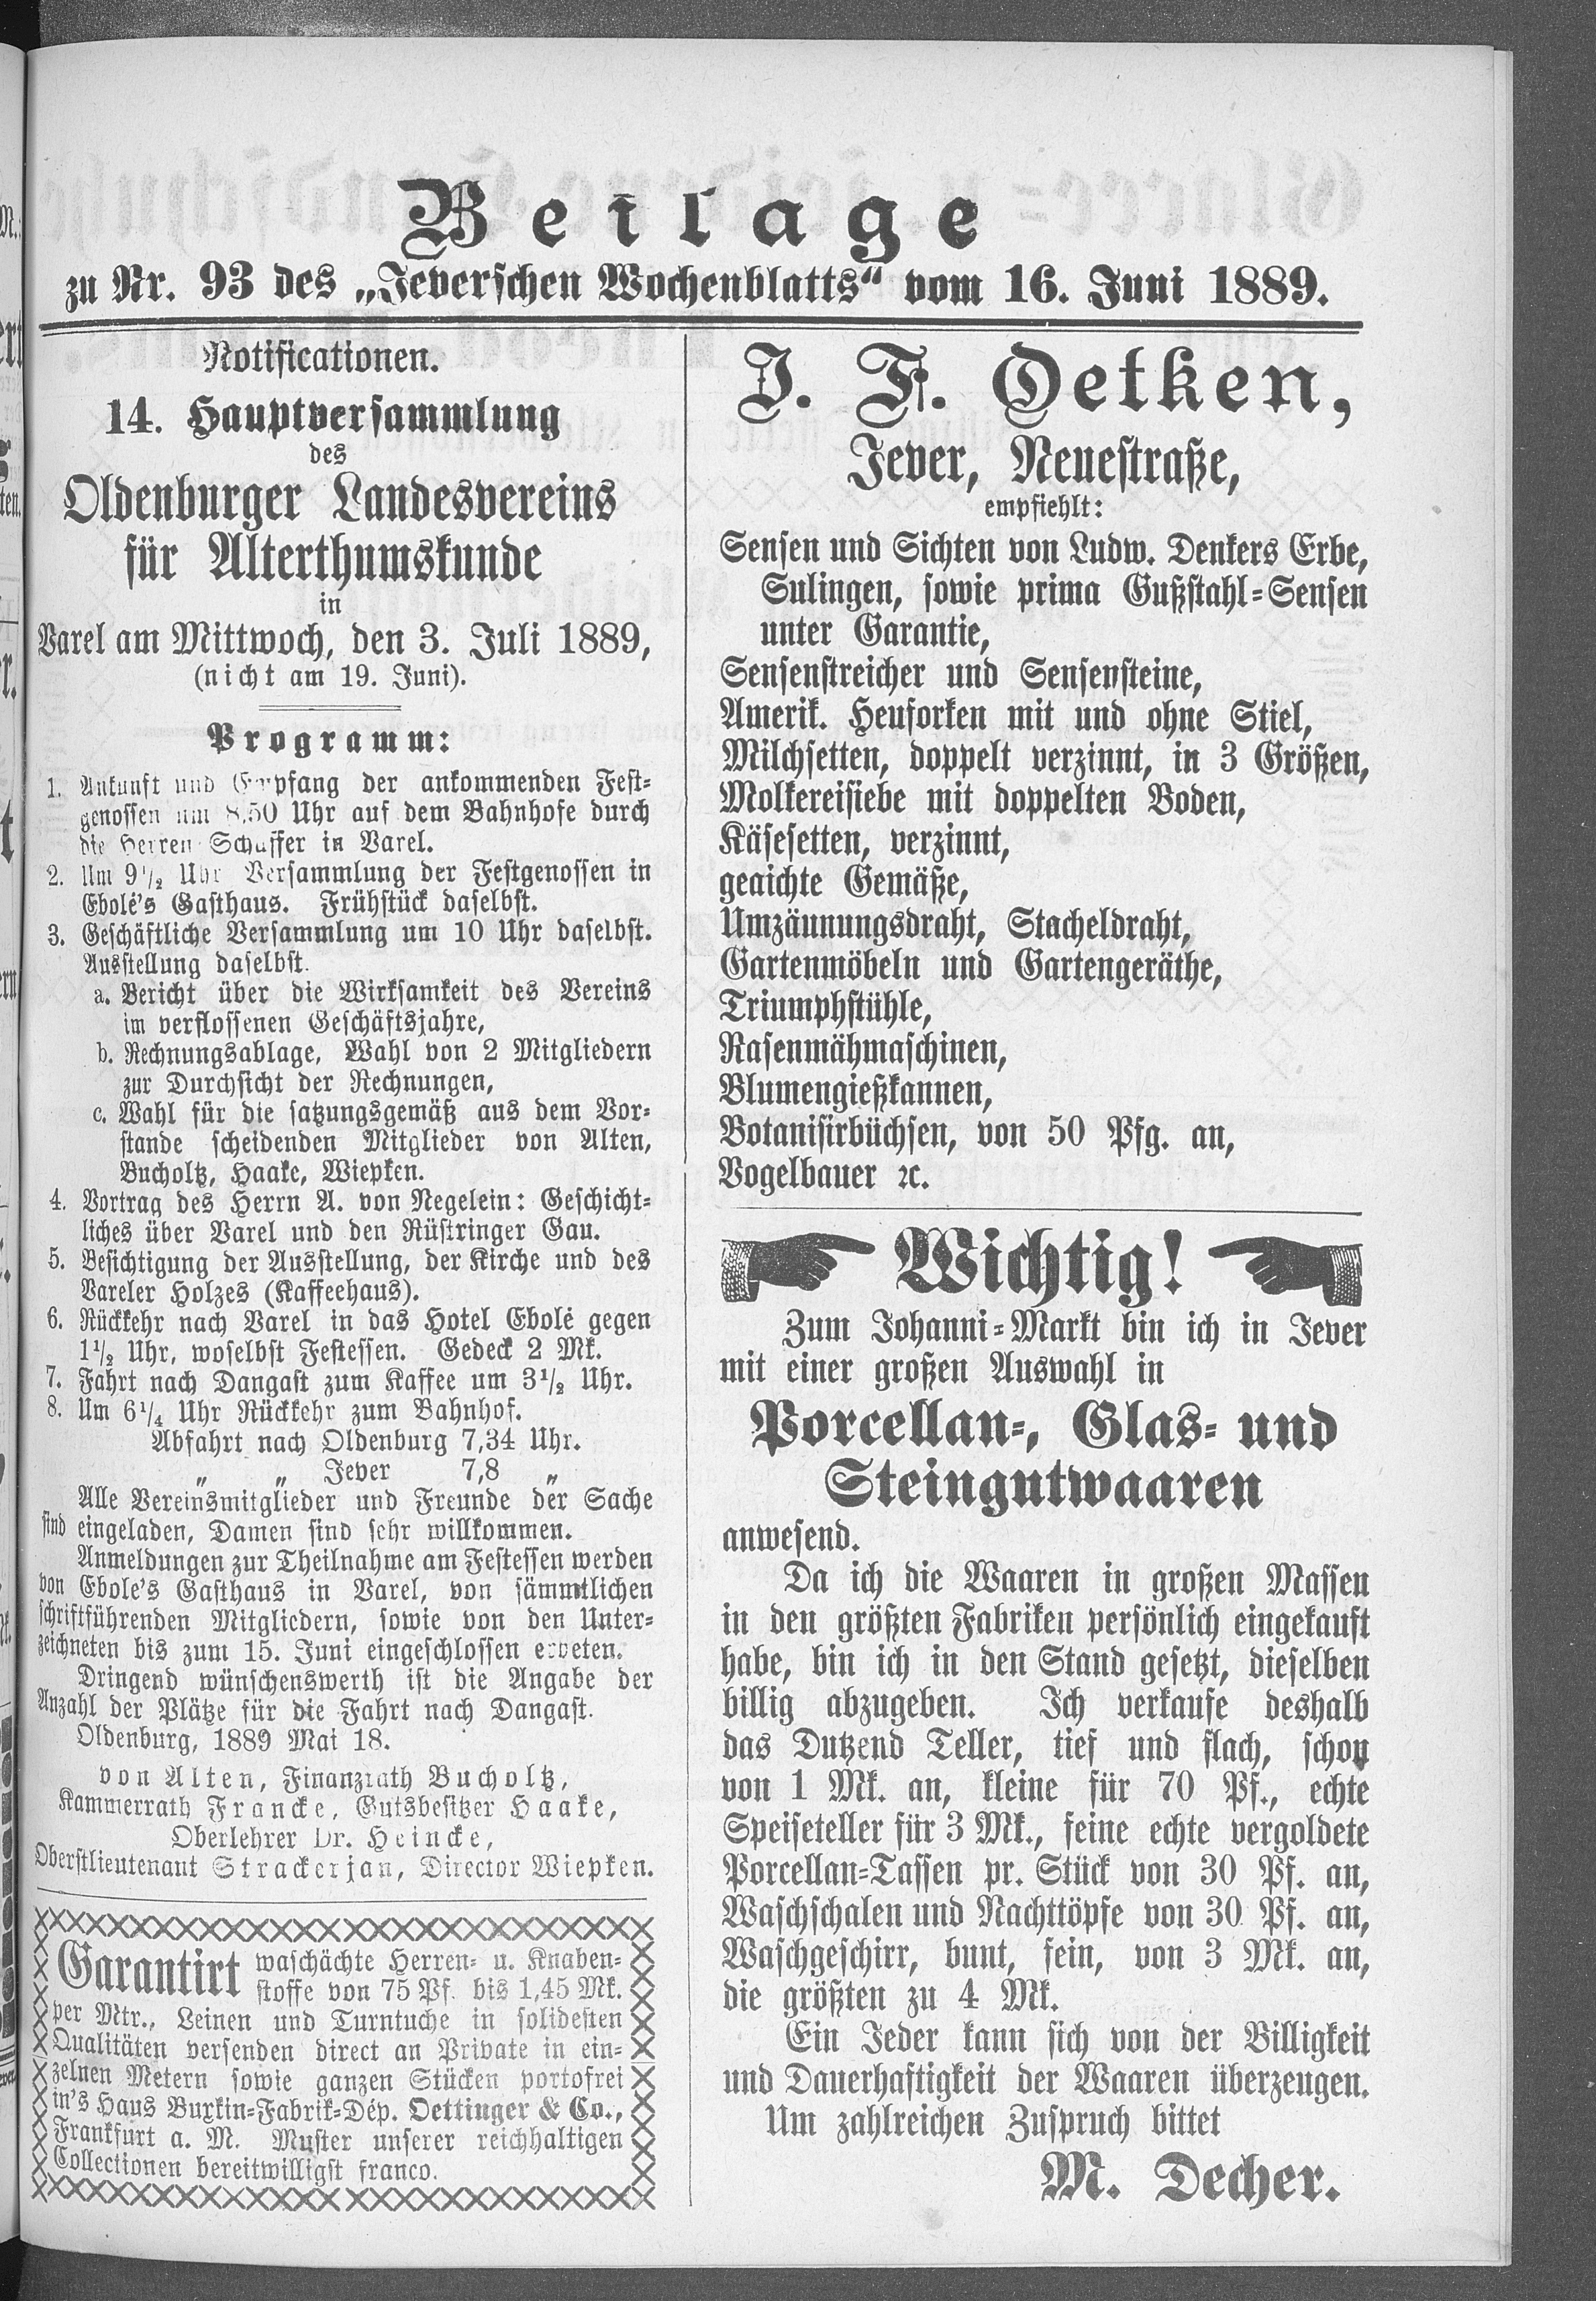 Beilage
zu Nr. 93 des „Jeverschen Wochenblatts“ vom 16. Juni 1889.
Notificationen.
14. Hauptversammlung
des
Oldenburger Landesvereins
für Alterthumskunde
in
Varel am Mittwoch, den 3. Juli 1889,
(nicht am 19. Juni).
Programm:
1. Ankunft und Empfang der ankommenden Fest-
genossen um 8,50 Uhr auf dem Bahnhofe durch
die Herren Schaffer in Varel.
2. Um 9½ Uhr Versammlung der Festgenossen in
Ebolé's Gasthaus. Frühstück daselbst.
3. Geschäftliche Versammlung um 10 Uhr daselbst.
Ausstellung daselbst.
a. Bericht über die Wirksamkeit des Vereins
im verflossenen Geschäftsjahre,
b. Rechnungsablage, Wahl von 2 Mitgliedern
zur Durchsicht der Rechnungen,
c. Wahl für die satzungsgemäß aus dem Vor-
stande scheidenden Mitglieder von Alten,
Bucholtz, Haake, Wiepken.
4. Vortrag des Herrn A. von Negelein: Geschicht-
liches über Varel und den Rüstringer Gau.
5. Besichtigung der Ausstellung, der Kirche und des
Vareler Holzes (Kaffeehaus).
6. Rückkehr nach Varel in das Hotel Ebolé gegen
1½ Uhr, woselbst Festessen. Gedeck 2 Mk.
7. Fahrt nach Dangast zum Kaffee um 3½ Uhr.
8. Um 6¼ Uhr Rückkehr zum Bahnhof.
Abfahrt nach Oldenburg 7,34 Uhr.
„ „ Jever 7,8 „
Alle Vereinsmitglieder und Freunde der Sache
sind eingeladen, Damen sind sehr willkommen.
Anmeldungen zur Theilnahme am Festessen werden
von Ebole's Gasthaus in Varel, von sämmtlichen
schriftführenden Mitgliedern, sowie von den Unter-
zeichneten bis zum 15. Juni eingeschlossen erbeten.
Dringend wünschenswerth ist die Angabe der
Anzahl der Plätze für die Fahrt nach Dangast.
Oldenburg, 1889 Mai 18.
von Alten, Finanzrath Bucholtz,
Kammerrath Francke, Gutsbesitzer Haake,
Oberlehrer Dr. Heincke,
Oberstlieutenant Strackerjan, Director Wiepken.
Garantirt waschächte Herren- u. Knaben-
stoffe von 75 Pf. bis 1,45 Mk.
per Mtr., Leinen und Turntuche in solidesten
Qualitäten versenden direct an Private in ein-
zelnen Metern sowie ganzen Stücken portofrei
in's Haus Buxkin-Fabrik-Dép. Oettinger & Co.,
Frankfurt a. M. Muster unserer reichhaltigen
Collectionen bereitwilligst franco.
J. F. Oetken,
Jever, Neuestraße,
empfiehlt:
Sensen und Sichten von Ludw. Denkers Erbe,
Sulingen, sowie prima Gußstahl-Sensen
unter Garantie,
Sensenstreicher und Sensensteine,
Amerik. Heuforken mit und ohne Stiel,
Milchsetten, doppelt verzinnt, in 3 Größen,
Molkereisiebe mit doppelten Boden,
Käsesetten, verzinnt,
geaichte Gemäße,
Umzäunungsdraht, Stacheldraht,
Gartenmöbeln und Gartengeräthe,
Triumphstühle,
Rasenmähmaschinen,
Blumengießkannen,
Botanisirbüchsen, von 50 Pfg. an,
Vogelbauer ꝛc.
Wichtig!
Zum Johanni-Markt bin ich in Jever
mit einer großen Auswahl in
Porcellan-, Glas- und
Steingutwaaren
anwesend.
Da ich die Waaren in großen Massen
in den größten Fabriken persönlich eingekauft
habe, bin ich in den Stand gesetzt, dieselben
billig abzugeben. Ich verkaufe deshalb
das Dutzend Teller, tief und flach, schon
von 1 Mk. an, kleine für 70 Pf., echte
Speiseteller für 3 Mk., feine echte vergoldete
Porcellan-Tassen pr. Stück von 30 Pf. an,
Waschschalen und Nachttöpfe von 30 Pf. an,
Waschgeschirr, bunt, fein, von 3 Mk. an,
die größten zu 4 Mk.
Ein Jeder kann sich von der Billigkeit
und Dauerhaftigkeit der Waaren überzeugen.
Um zahlreichen Zuspruch bittet
M. Decher.